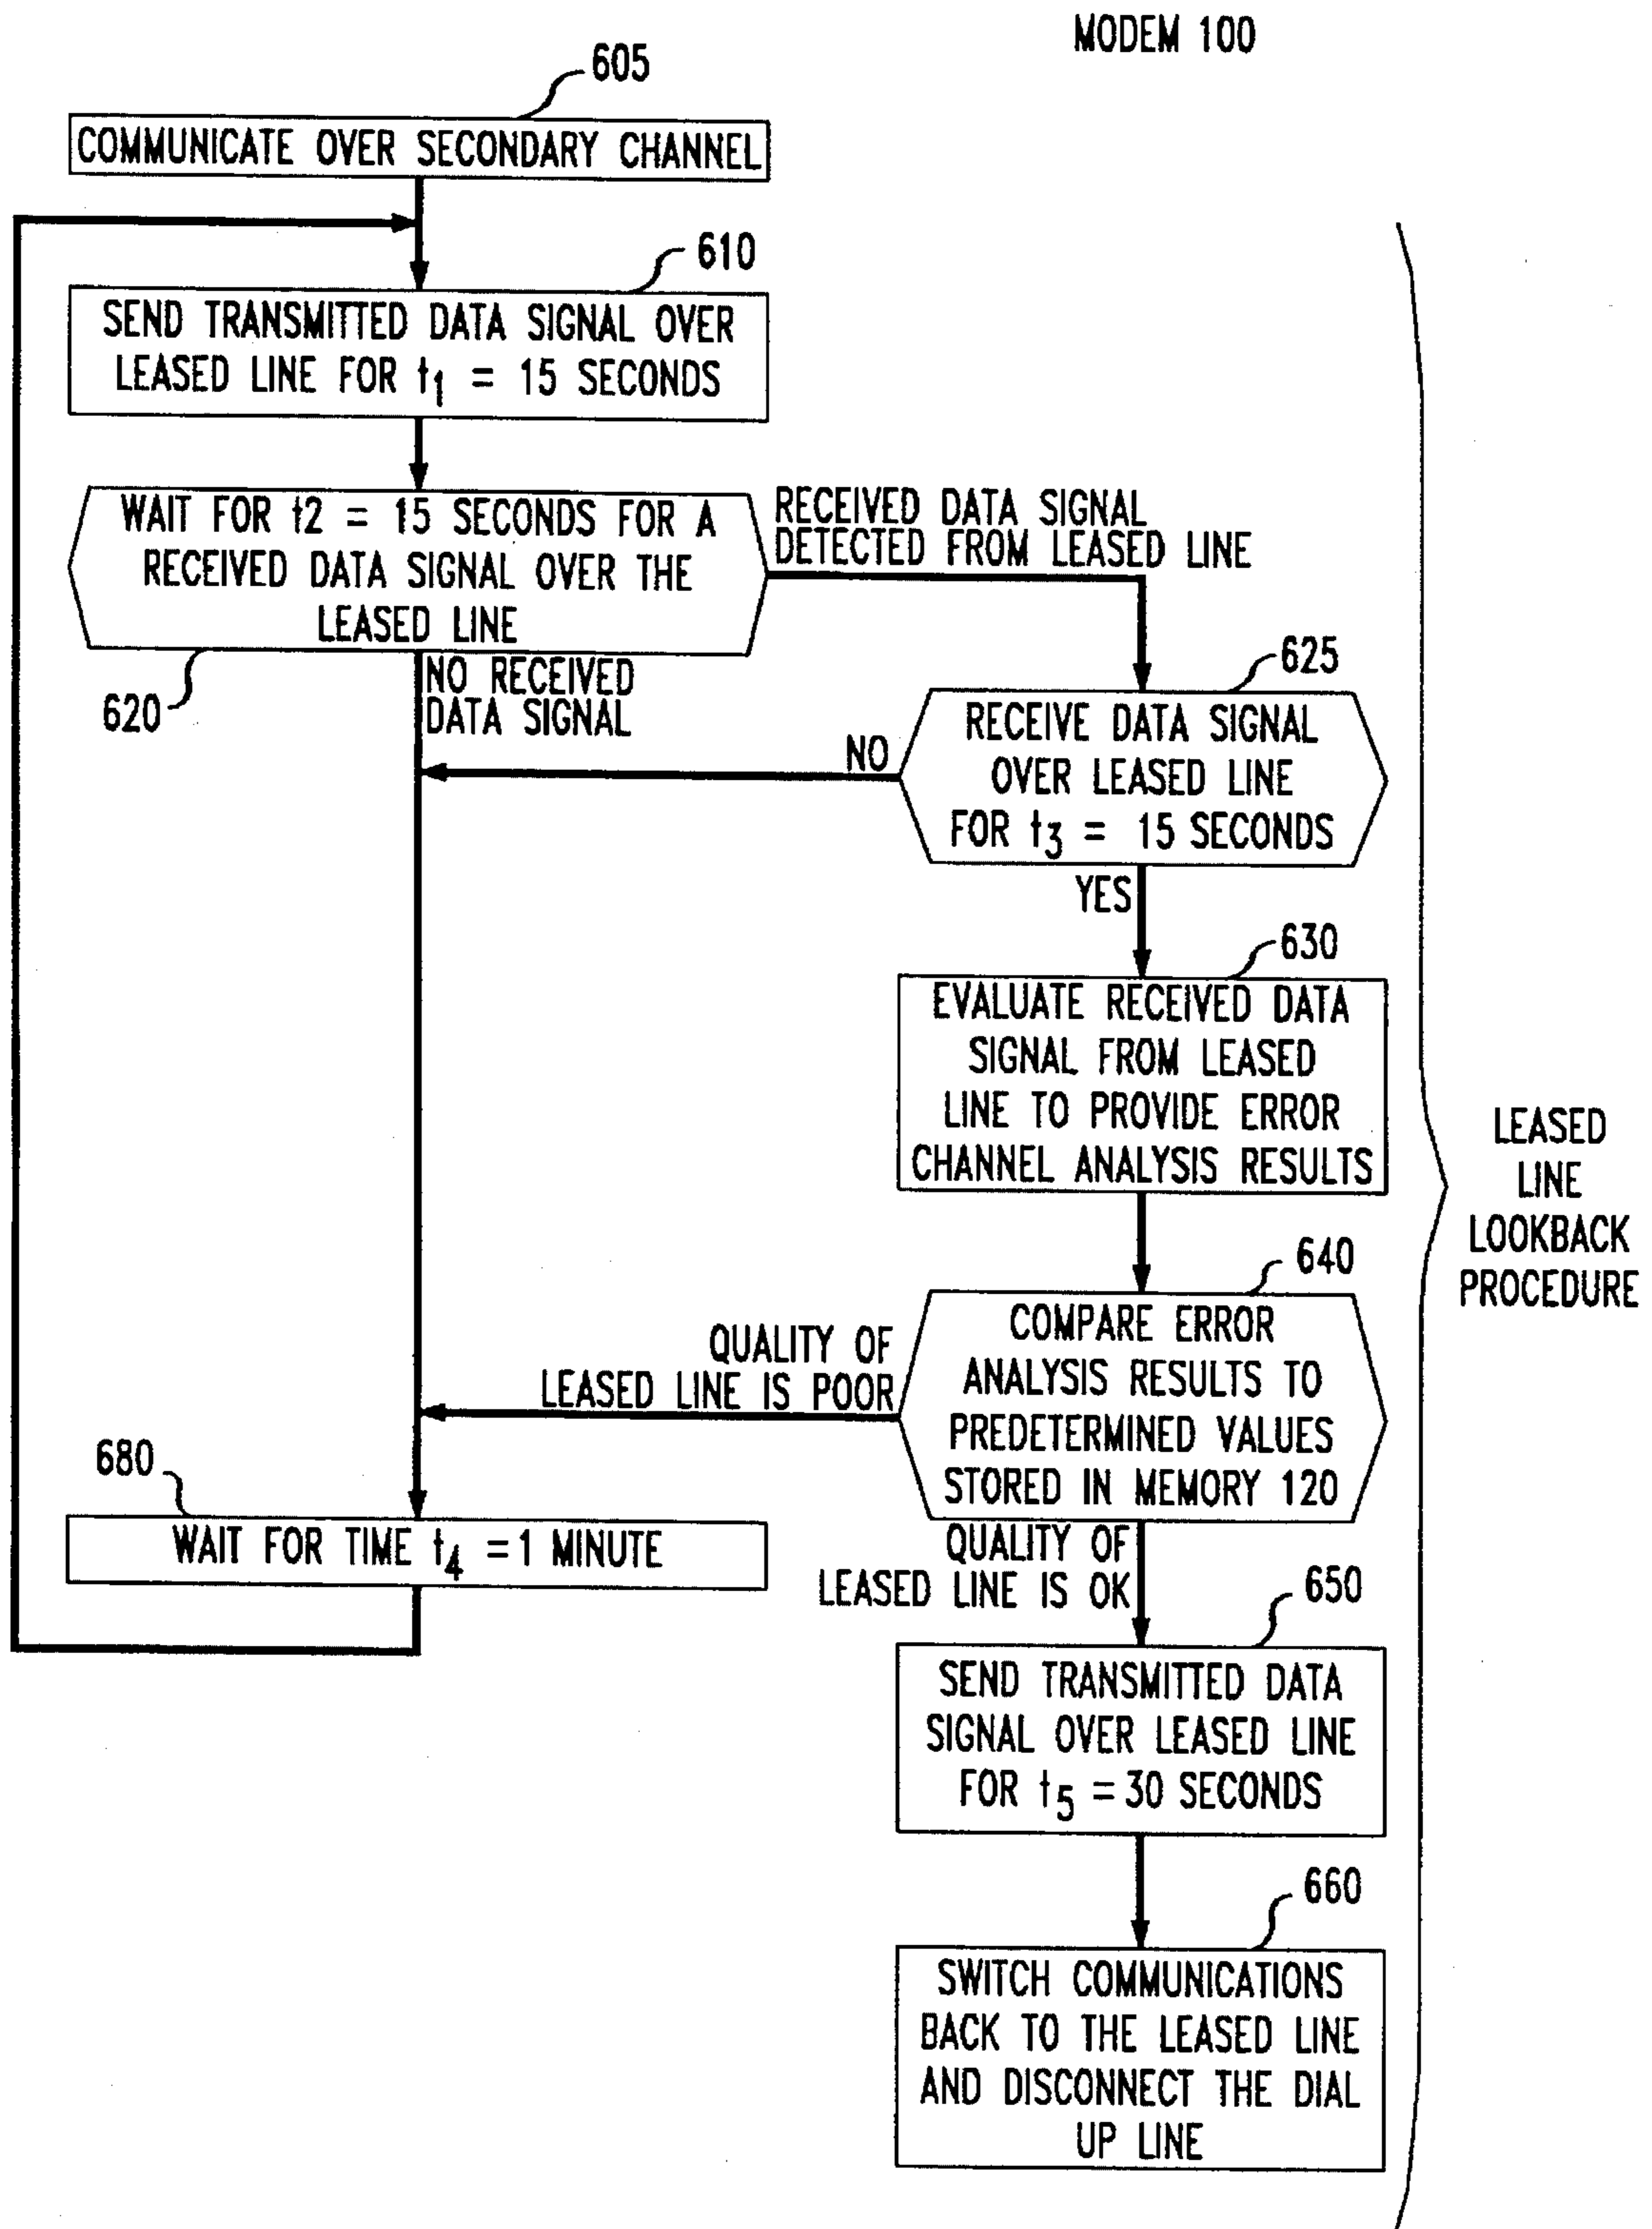 MODEM 100
605
COMMUNICATE OVER SECONDARY CHANNEL
610
SEND TRANSMITTED DATA SIGNAL OVER
LEASED LINE FOR t1 = 15 SECONDS
WAIT FOR t2 = 15 SECONDS FOR A
RECEIVED DATA SIGNAL OVER THE
LEASED LINE
620
RECEIVED DATA SIGNAL
DETECTED FROM LEASED LINE
NO RECEIVED
DATA SIGNAL
625
RECEIVE DATA SIGNAL
OVER LEASED LINE
FOR t3 = 15 SECONDS
NO
YES
630
EVALUATE RECEIVED DATA
SIGNAL FROM LEASED
LINE TO PROVIDE ERROR
CHANNEL ANALYSIS RESULTS
640
COMPARE ERROR
ANALYSIS RESULTS TO
PREDETERMINED VALUES
STORED IN MEMORY 120
QUALITY OF
LEASED LINE IS POOR
680
WAIT FOR TIME t4 =1 MINUTE
QUALITY OF
LEASED LINE IS OK
650
SEND TRANSMITTED DATA
SIGNAL OVER LEASED LINE
FOR t5 =30 SECONDS
660
SWITCH COMMUNICATIONS
BACK TO THE LEASED LINE
AND DISCONNECT THE DIAL
UP LINE
LEASED
LINE
LOOKBACK
PROCEDURE